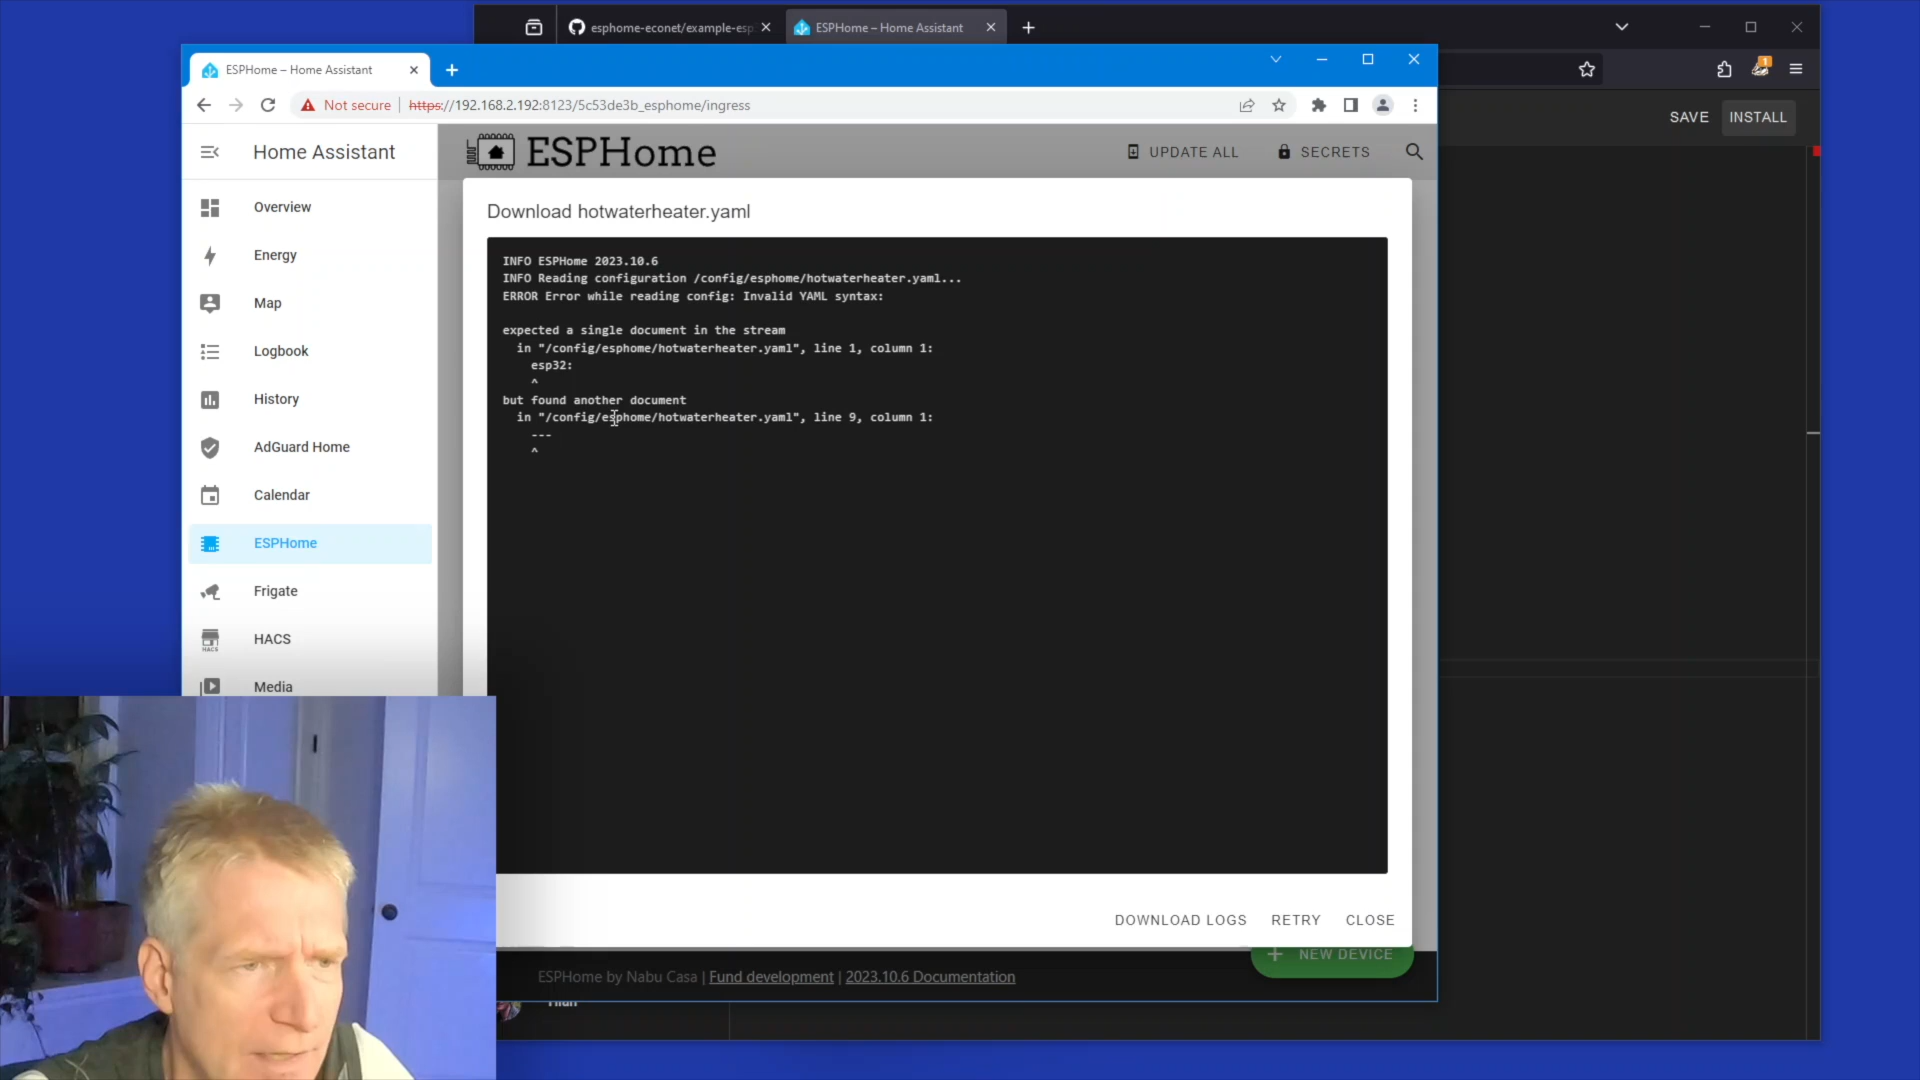 esphome-econet/example-esp
ESPHome – Home Assistant
ESPHome – Home Assistant
Not secure
https://192.168.2.192:8123/5c53de3b_esphome/ingress
SAVE
INSTALL
Home Assistant
ESPHome
UPDATE ALL
SECRETS
Overview
Energy
Map
Logbook
History
AdGuard Home
Calendar
ESPHome
Frigate
HACS
HACS
Media
Download hotwaterheater.yaml
INFO ESPHome 2023.10.6
INFO Reading configuration /config/esphome/hotwaterheater.yaml...
ERROR Error while reading config: Invalid YAML syntax:
expected a single document in the stream
in "/config/esphome/hotwaterheater.yaml", line 1, column 1:
esp32:
^
but found another document
in "/config/esphome/hotwaterheater.yaml", line 9, column 1:
---
^
DOWNLOAD LOGS
RETRY
CLOSE
+ NEW DEVICE
ESPHome by Nabu Casa | Fund development | 2023.10.6 Documentation